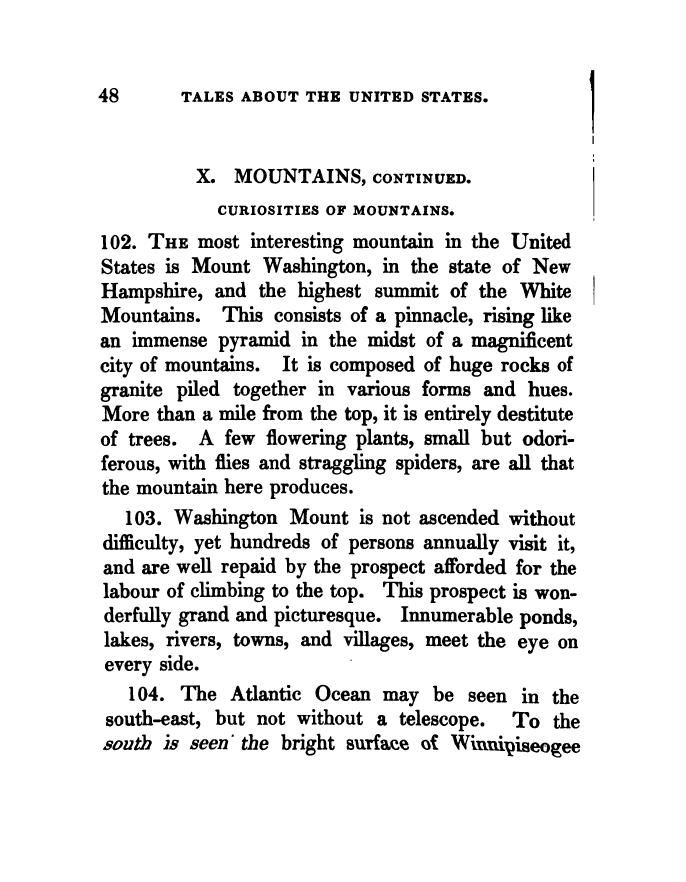 48 TALES ABOUT THE UNITED STATES.
X. MOUNTAINS, CONTINUED.
CURIOSITIES OF MOUNTAINS.
102. THE most interesting mountain in the United
States is Mount Washington, in the state of New
Hampshire, and the highest summit of the White
Mountains. This consists of a pinnacle, rising like
an immense pyramid in the midst of a magnificent
city of mountains. It is composed of huge rocks of
granite piled together in various forms and hues.
More than a mile from the top, it is entirely destitute
of trees. A few flowering plants, small but odori-
ferous, with flies and straggling spiders, are all that
the mountain here produces.
103. Washington Mount is not ascended without
difficulty, yet hundreds of persons annually visit it,
and are well repaid by the prospect afforded for the
labour of climbing to the top. This prospect is won-
derfully grand and picturesque. Innumerable ponds,
lakes, rivers, towns, and villages, meet the eye on
every side.
104. The Atlantic Ocean may be seen in the
south-east, but not without a telescope. To the
south is seen the bright surface of Winnipiseogee